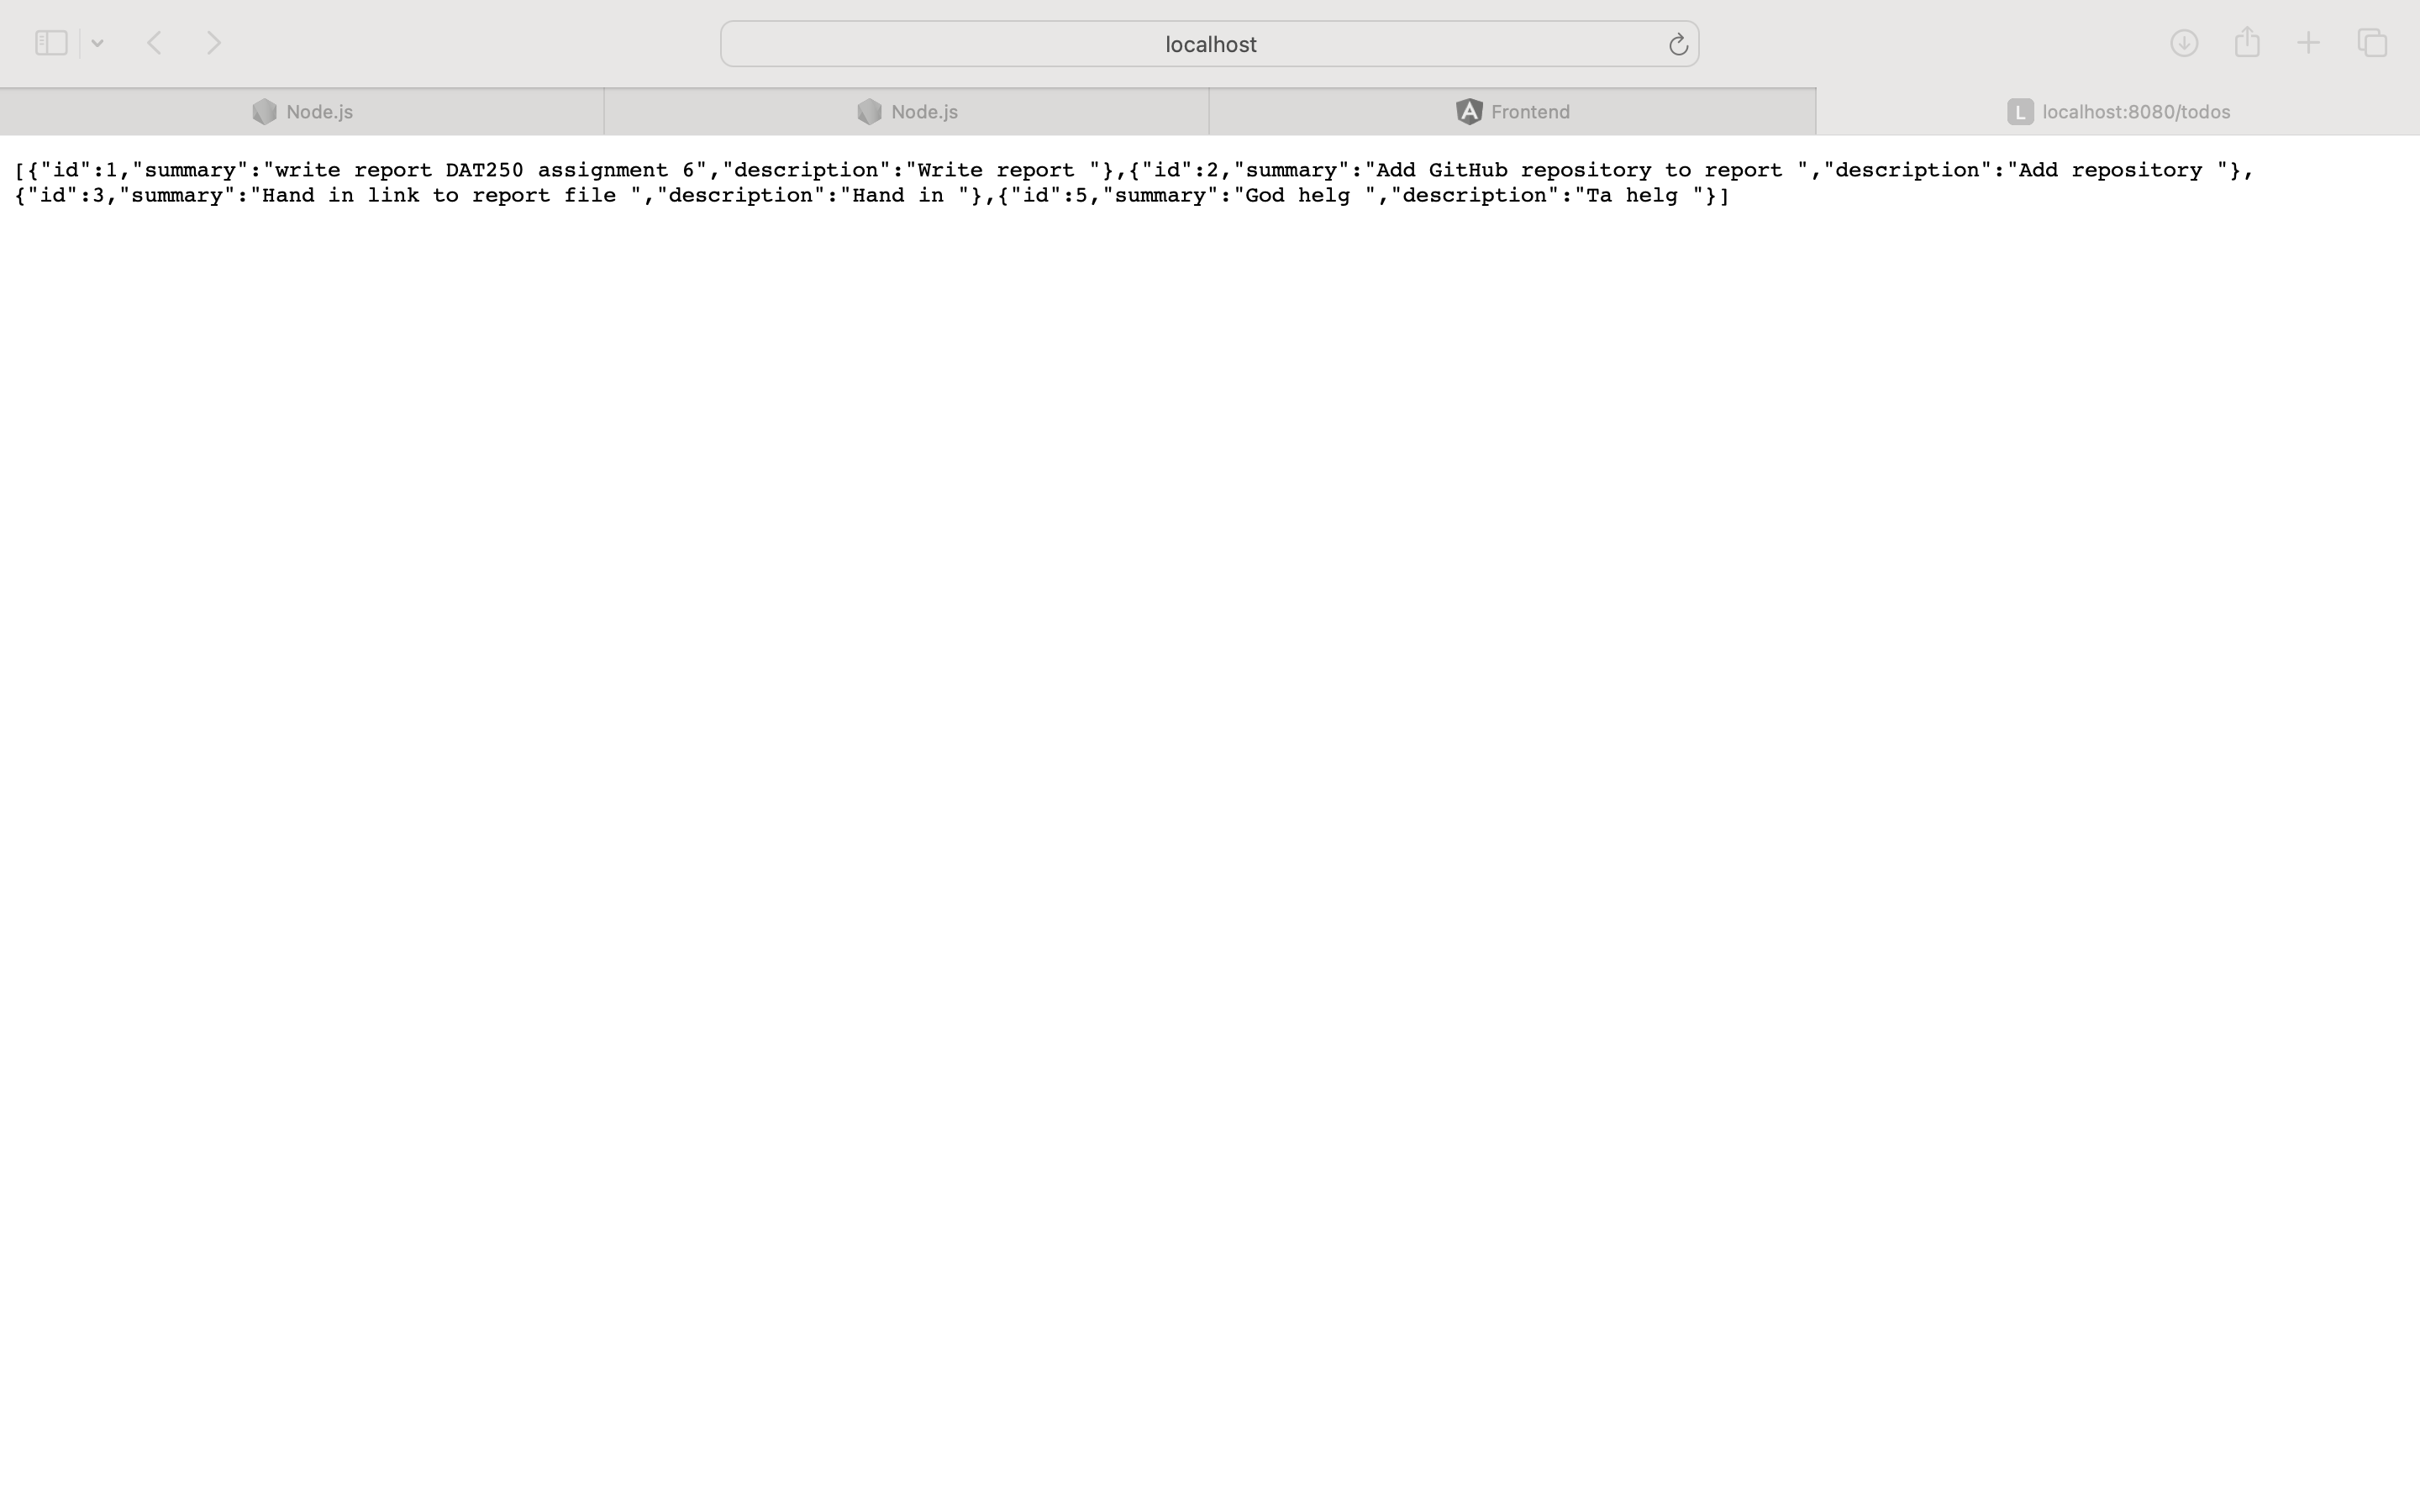 localhost
Node.js
Node.js
Frontend
L localhost:8080/todos
[{"id":1,"summary":"write report DAT250 assignment 6","description":"Write report "},{"id":2,"summary":"Add GitHub repository to report ","description":"Add repository "},
{"id":3,"summary":"Hand in link to report file ","description":"Hand in "},{"id":5,"summary":"God helg ","description":"Ta helg "}]